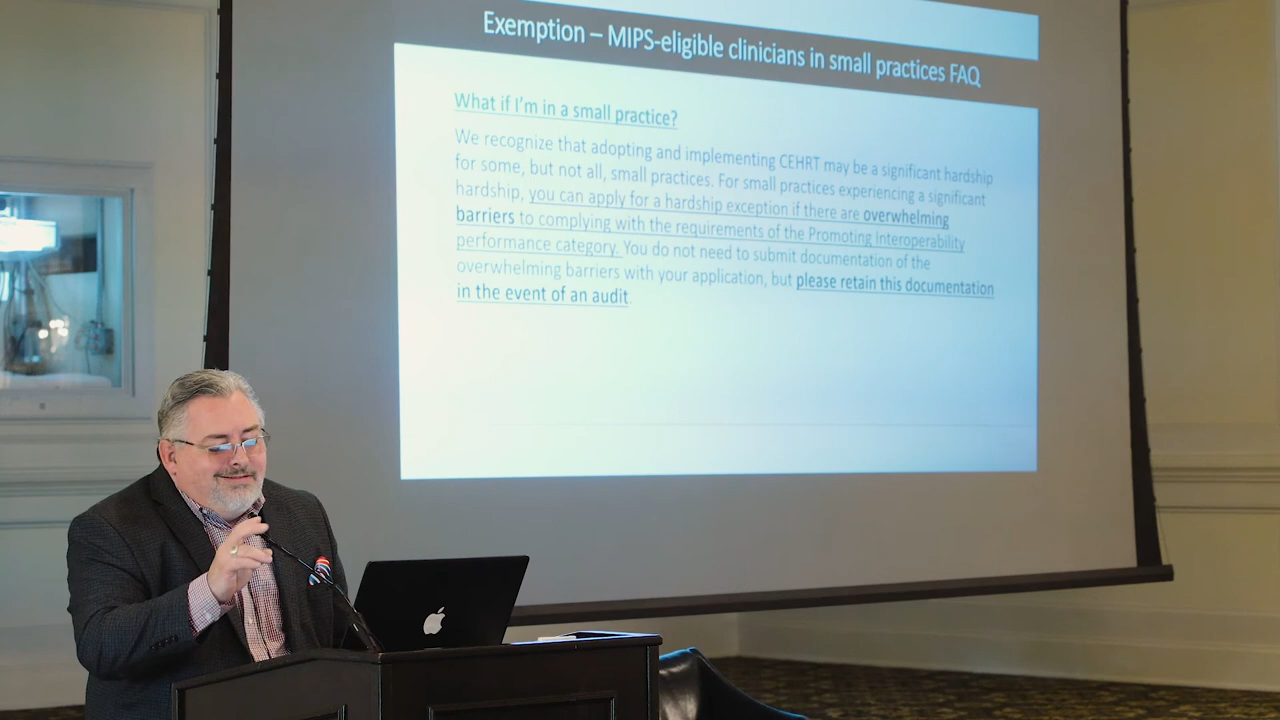 Exemption – MIPS-eligible clinicians in small practices FAQ
What if I'm in a small practice?
We recognize that adopting and implementing CEHRT may be a significant hardship
for some, but not all, small practices. For small practices experiencing a significant
hardship, you can apply for a hardship exception if there are overwhelming
barriers to complying with the requirements of the Promoting Interoperability
performance category. You do not need to submit documentation of the
overwhelming barriers with your application, but please retain this documentation
in the event of an audit.